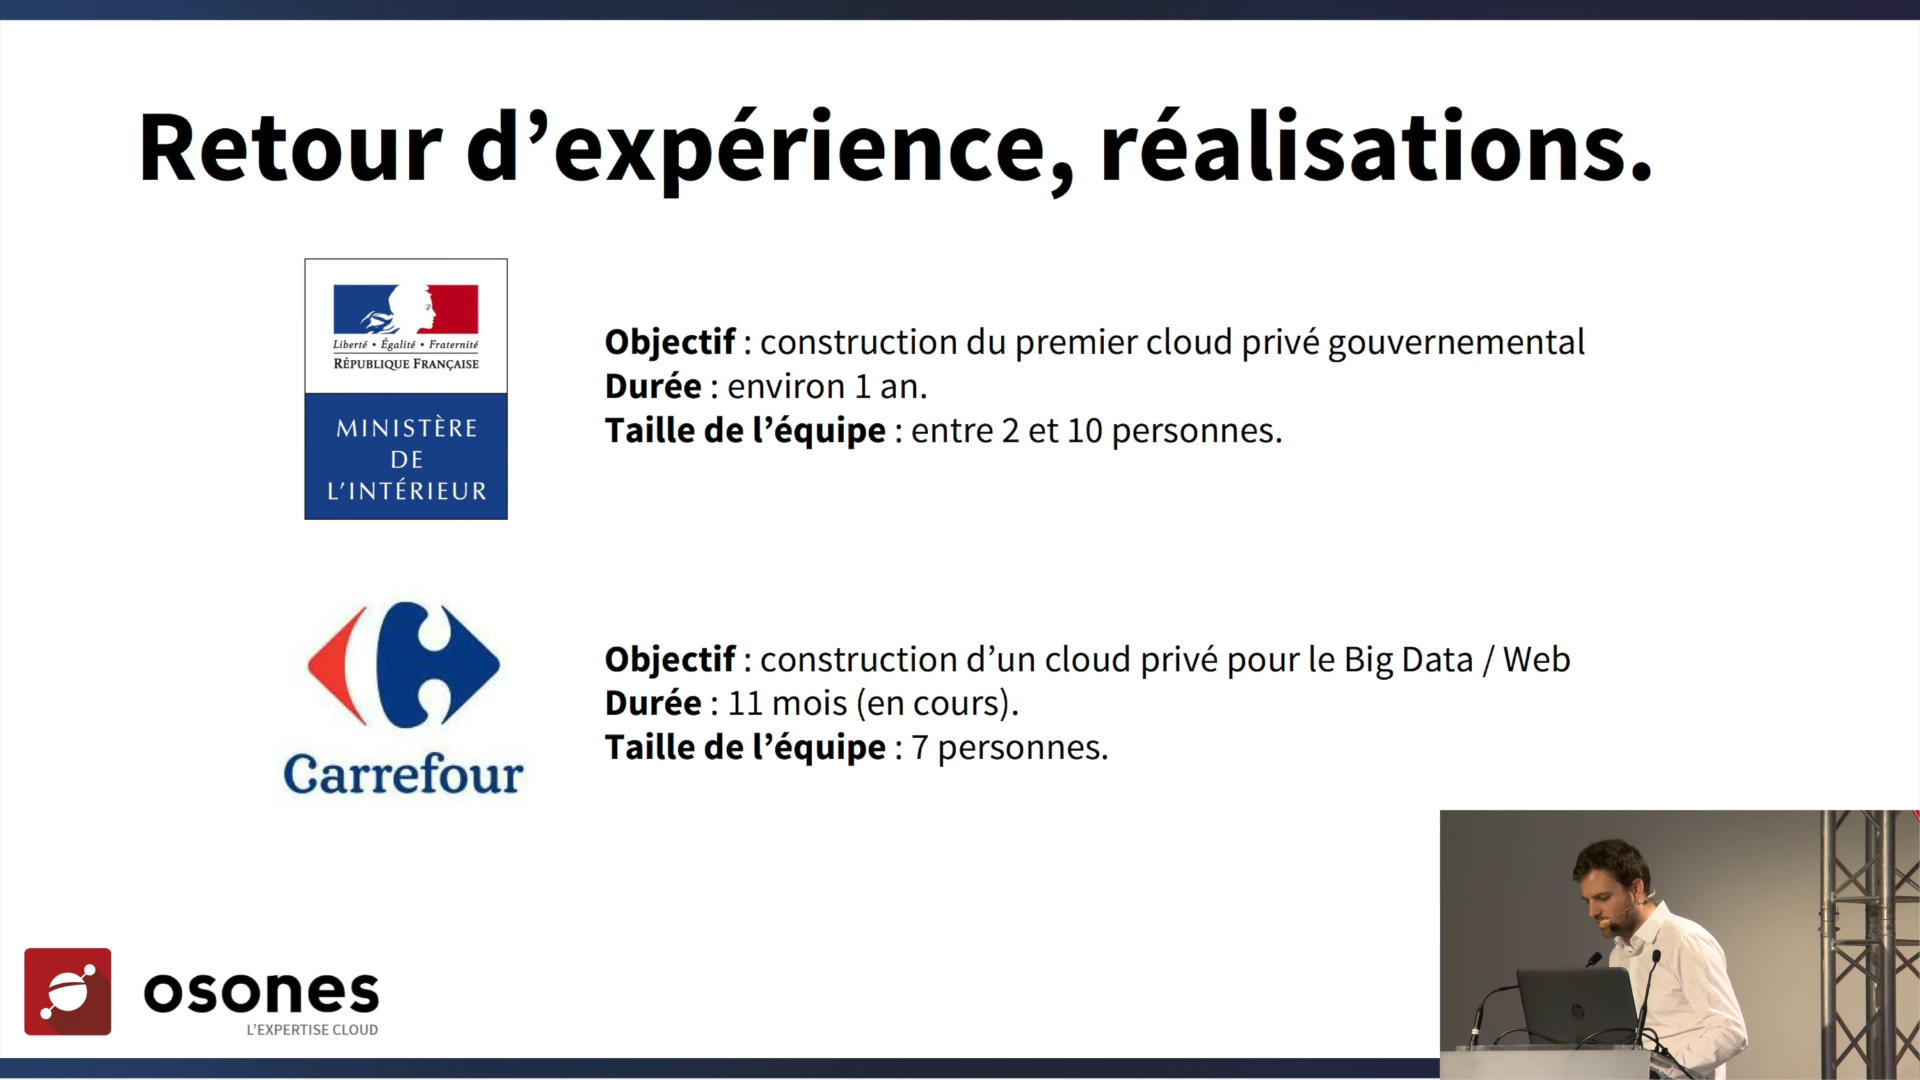 Retour d’expérience, réalisations.
Liberté • Égalité • Fraternité
RÉPUBLIQUE FRANÇAISE
MINISTÈRE
DE
L’INTÉRIEUR
Objectif : construction du premier cloud privé gouvernemental
Durée : environ 1 an.
Taille de l’équipe : entre 2 et 10 personnes.
Carrefour
Objectif : construction d’un cloud privé pour le Big Data / Web
Durée : 11 mois (en cours).
Taille de l’équipe : 7 personnes.
osones
L’EXPERTISE CLOUD